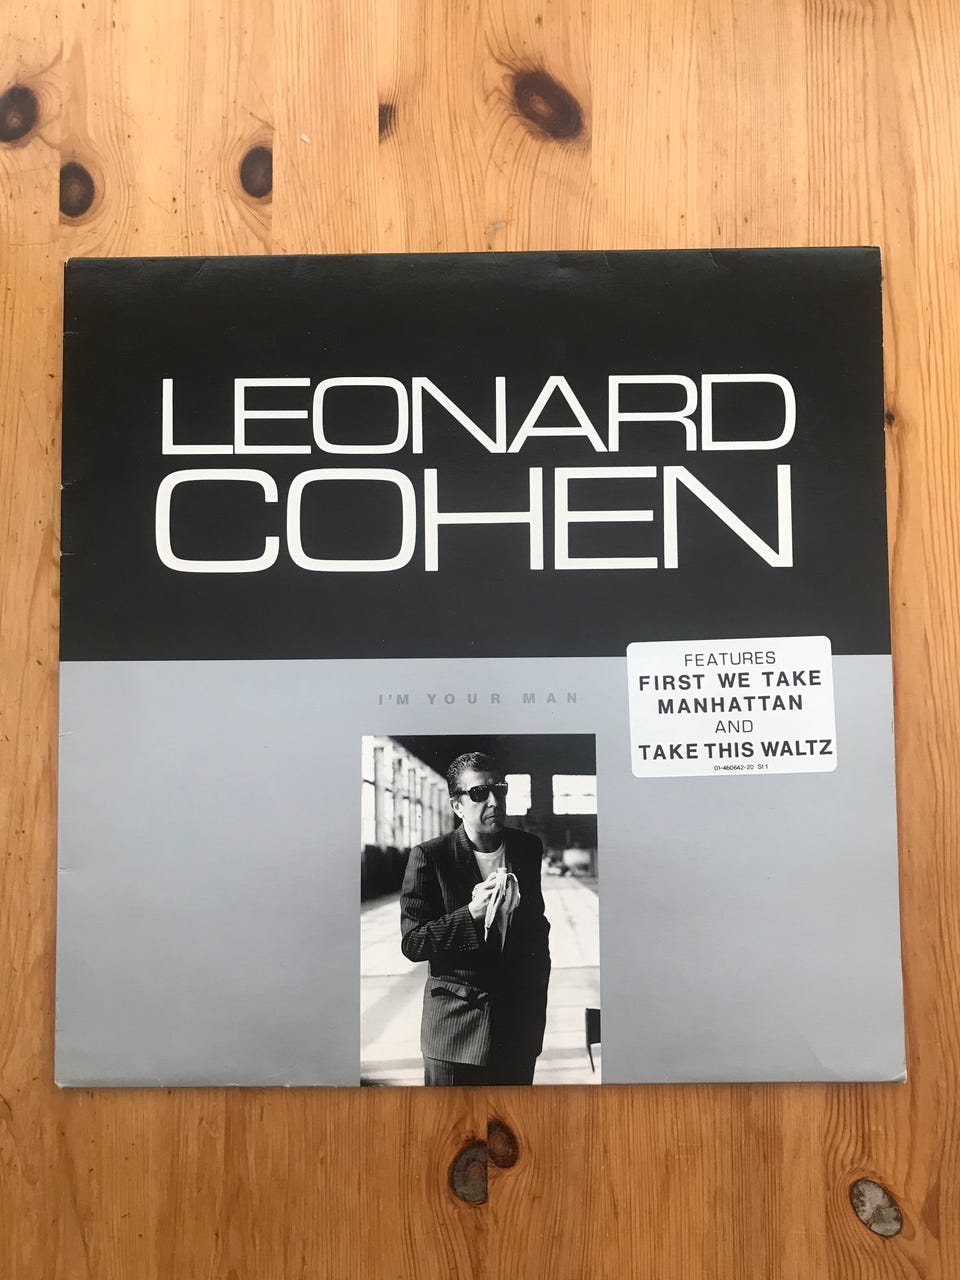 LEONARD
COHEN
I'M YOUR MAN
FEATURES
FIRST WE TAKE
MANHATTAN
AND
TAKE THIS WALTZ
01-460642-20 St 1